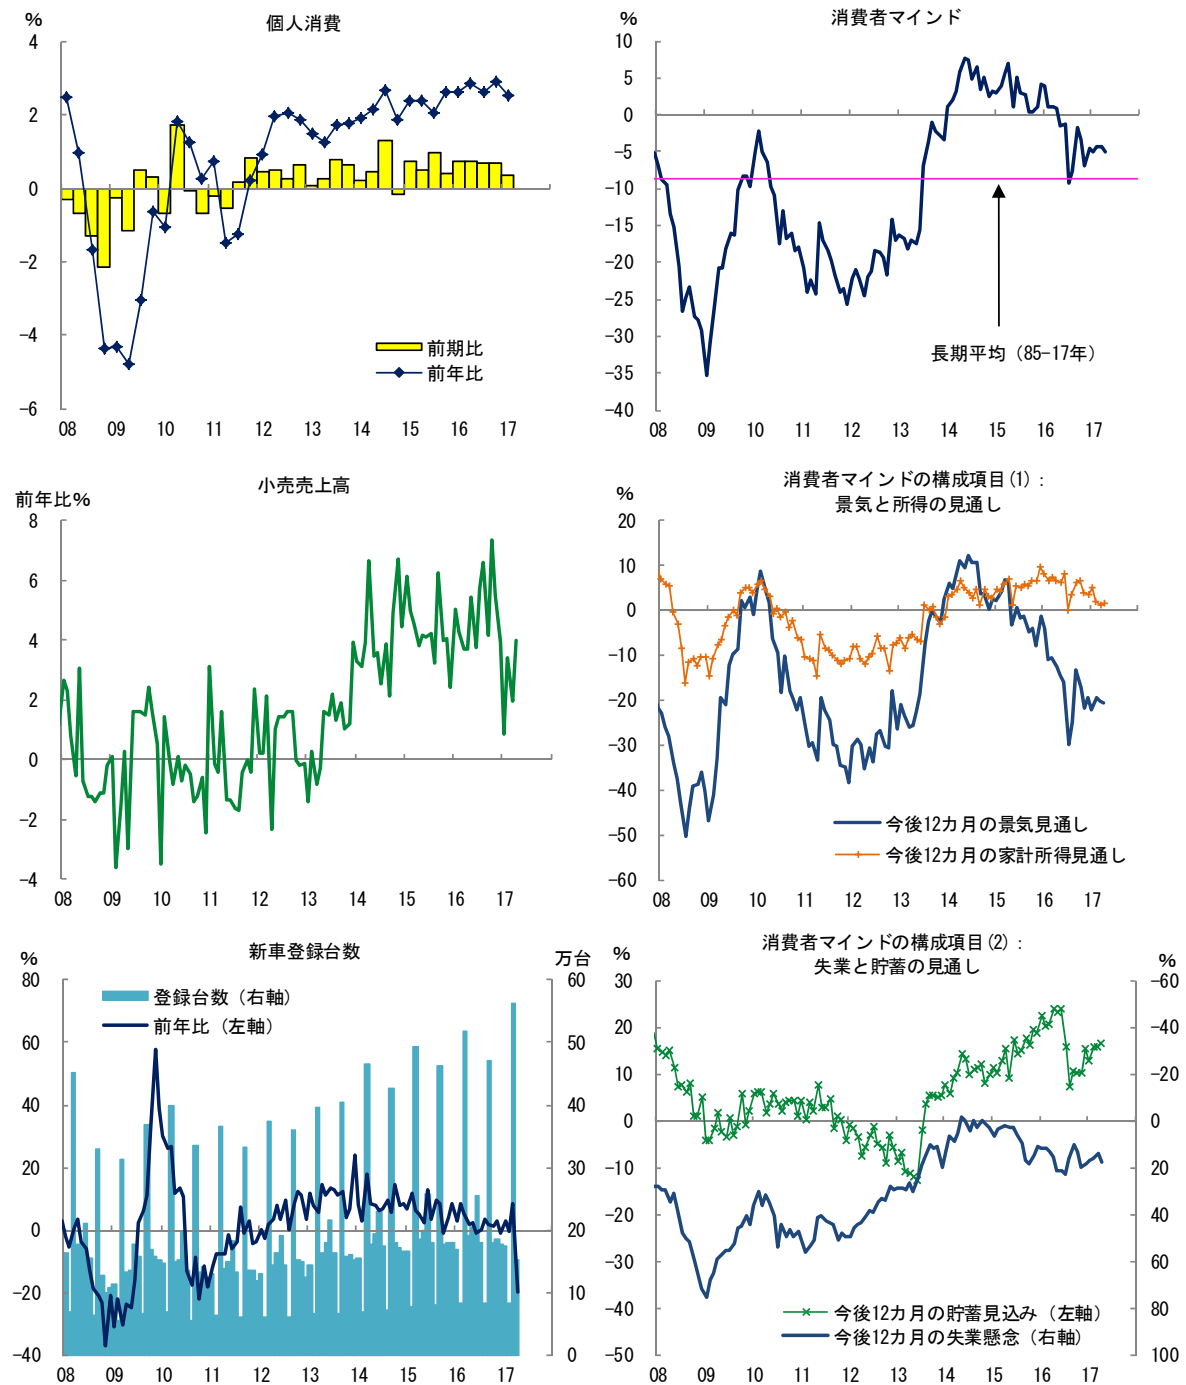 個人消費
%
4
2
0
−2
−4
−6
前期比
前年比
08 09 10 11 12 13 14 15 16 17
消費者マインド
%
10
5
0
−5
−10
−15
−20
−25
−30
−35
−40
長期平均（85−17年）
08 09 10 11 12 13 14 15 16 17
小売売上高
前年比%
8
6
4
2
0
−2
−4
08 09 10 11 12 13 14 15 16 17
消費者マインドの構成項目(1)：
景気と所得の見通し
%
20
10
0
−10
−20
−30
−40
−50
−60
今後12カ月の景気見通し
今後12カ月の家計所得見通し
08 09 10 11 12 13 14 15 16 17
新車登録台数
%
万台
80
60
40
20
0
−20
−40
60
50
40
30
20
10
0
登録台数（右軸）
前年比（左軸）
08 09 10 11 12 13 14 15 16 17
消費者マインドの構成項目(2)：
失業と貯蓄の見通し
%
%
30
20
10
0
−10
−20
−30
−40
−50
−60
−40
−20
0
20
40
60
80
100
今後12カ月の貯蓄見込み（左軸）
今後12カ月の失業懸念（右軸）
08 09 10 11 12 13 14 15 16 17